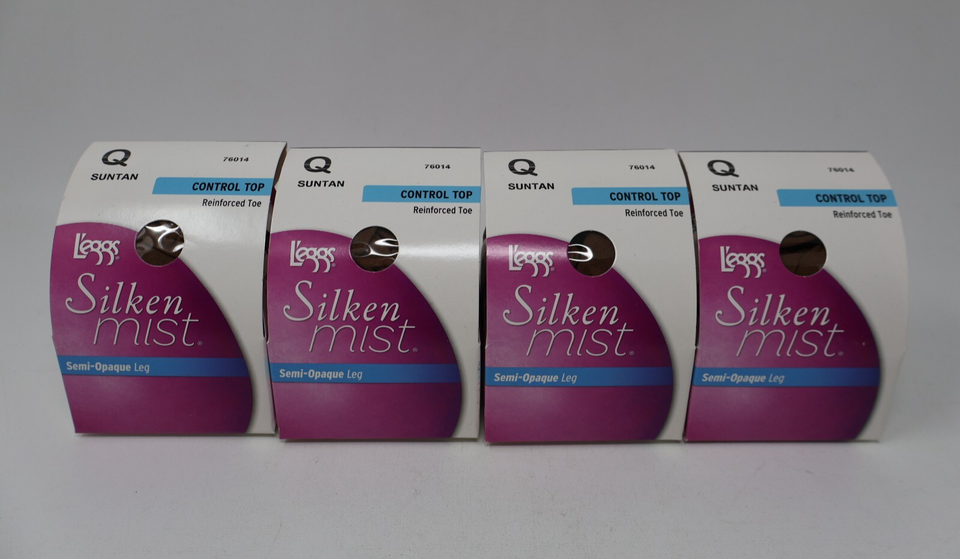 Q
76014
SUNTAN
CONTROL TOP
Reinforced Toe
L'eggs®
Silken
mist®
Semi-Opaque Leg
Q
76014
SUNTAN
CONTROL TOP
Reinforced Toe
L'eggs®
Silken
mist®
Semi-Opaque Leg
Q
76014
SUNTAN
CONTROL TOP
Reinforced Toe
L'eggs®
Silken
mist®
Semi-Opaque Leg
Q
76014
SUNTAN
CONTROL TOP
Reinforced Toe
L'eggs®
Silken
mist®
Semi-Opaque Leg